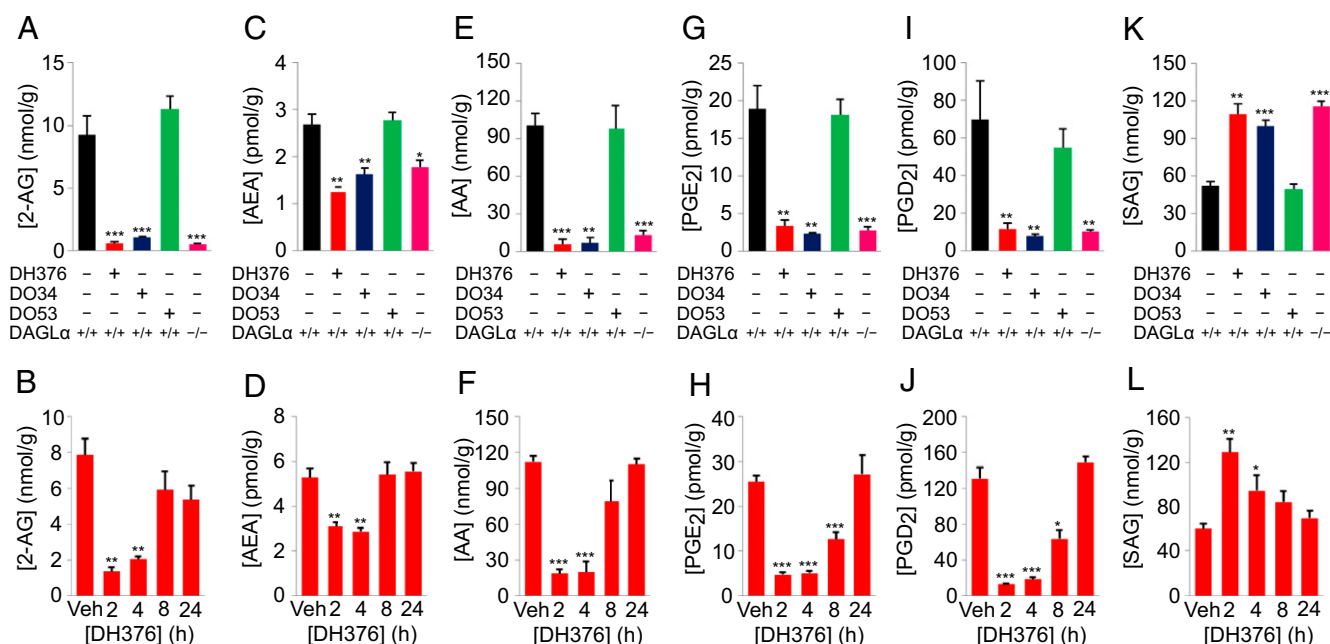 A
C
E
G
I
K
[2-AG] (nmol/g)
15
10
5
0
***
***
***
[AEA] (pmol/g)
4
3
2
1
0
**
**
*
[AA] (nmol/g)
150
120
90
60
30
0
***
**
***
[PGE2] (pmol/g)
25
20
15
10
5
0
**
**
***
[PGD2] (pmol/g)
100
80
60
40
20
0
**
**
**
[SAG] (nmol/g)
150
120
90
60
30
0
**
***
***
DH376 – + – – –
DO34 – – + – –
DO53 – – – + –
DAGLα +/+ +/+ +/+ +/+ –/–
DH376 – + – – –
DO34 – – + – –
DO53 – – – + –
DAGLα +/+ +/+ +/+ +/+ –/–
DH376 – + – – –
DO34 – – + – –
DO53 – – – + –
DAGLα +/+ +/+ +/+ +/+ –/–
DH376 – + – – –
DO34 – – + – –
DO53 – – – + –
DAGLα +/+ +/+ +/+ +/+ –/–
DH376 – + – – –
DO34 – – + – –
DO53 – – – + –
DAGLα +/+ +/+ +/+ +/+ –/–
DH376 – + – – –
DO34 – – + – –
DO53 – – – + –
DAGLα +/+ +/+ +/+ +/+ –/–
B
D
F
H
J
L
[2-AG] (nmol/g)
10
8
6
4
2
0
**
**
Veh 2 4 8 24
[DH376] (h)
[AEA] (pmol/g)
8
6
4
2
0
**
**
Veh 2 4 8 24
[DH376] (h)
[AA] (nmol/g)
150
120
90
60
30
0
***
***
Veh 2 4 8 24
[DH376] (h)
[PGE2] (pmol/g)
40
30
20
10
0
***
***
***
Veh 2 4 8 24
[DH376] (h)
[PGD2] (pmol/g)
200
160
120
80
40
0
***
***
*
Veh 2 4 8 24
[DH376] (h)
[SAG] (nmol/g)
160
120
80
40
0
**
*
Veh 2 4 8 24
[DH376] (h)